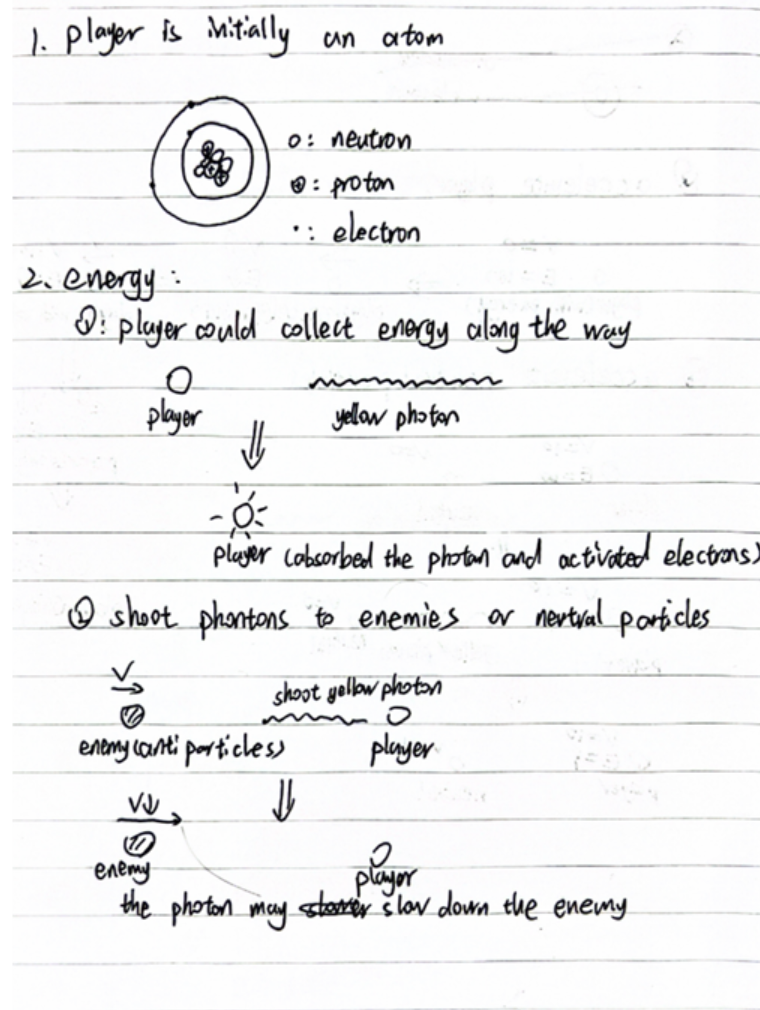 1. player is initially an atom
o: neutron
⊕: proton
·: electron
2. energy:
①: player could collect energy along the way
player
yellow photon
player (absorbed the photon and activated electrons)
② shoot phontons to enemies or nertral particles
V
shoot yellow photon
enemy (anti particles)
player
V↓
enemy
player
the photon may slow down the enemy